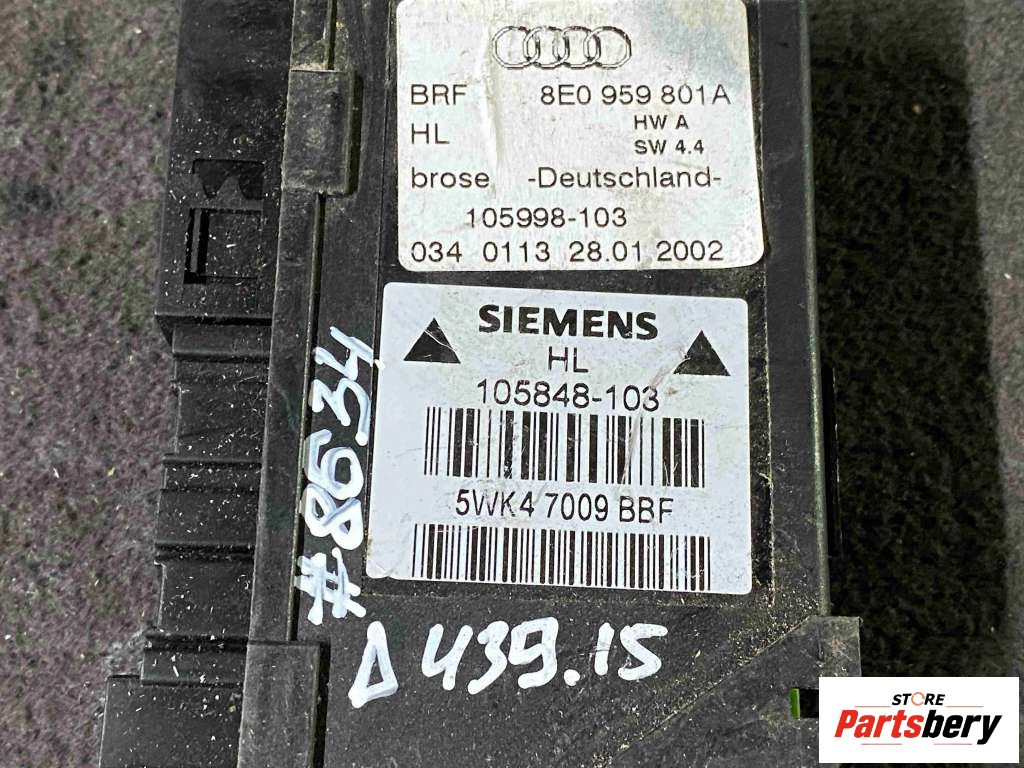 BRF 8E0 959 801A
HL HW A
SW 4.4
brose -Deutschland-
105998-103
034 0113 28.01 2002
SIEMENS
HL
105848-103
5WK4 7009 BBF
#8634
Δ 439.15
STORE
Partsbery